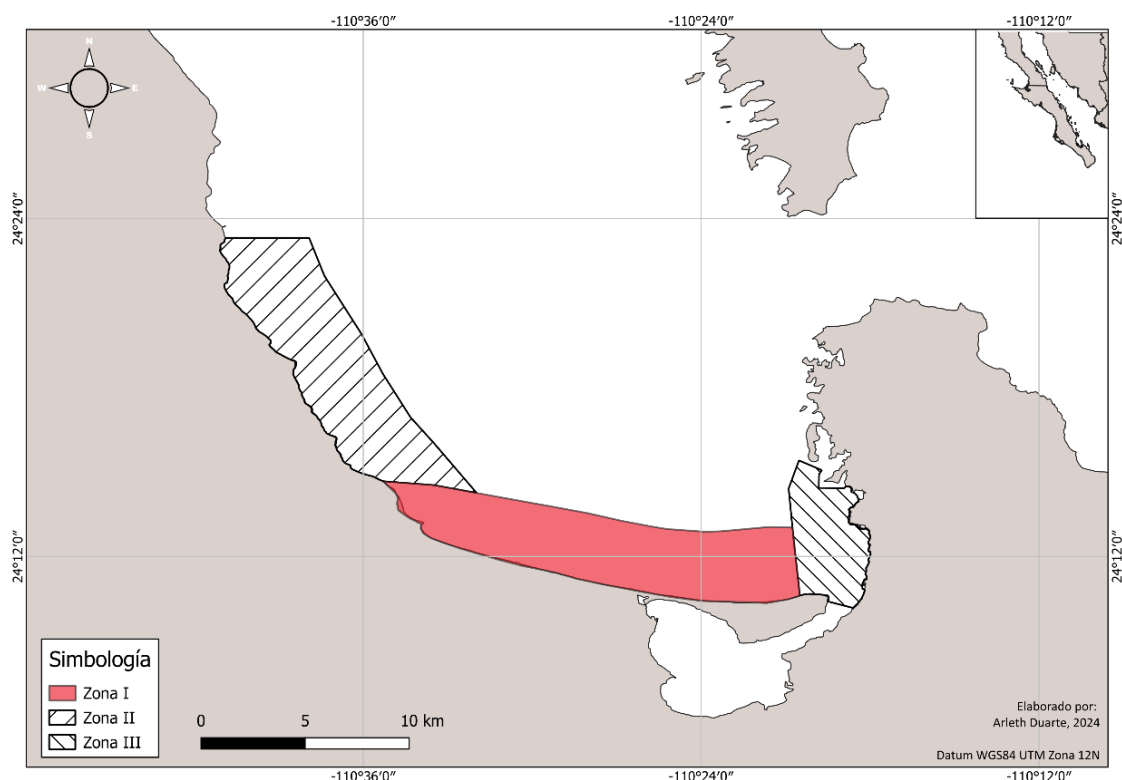 -110°36′0″ -110°24′0″ -110°12′0″
N
W E
S
24°24′0″ 24°24′0″
24°12′0″ 24°12′0″
Simbología
Zona I
Zona II
Zona III
0 5 10 km
Elaborado por:
Arleth Duarte, 2024
Datum WGS84 UTM Zona 12N
-110°36′0″ -110°24′0″ -110°12′0″